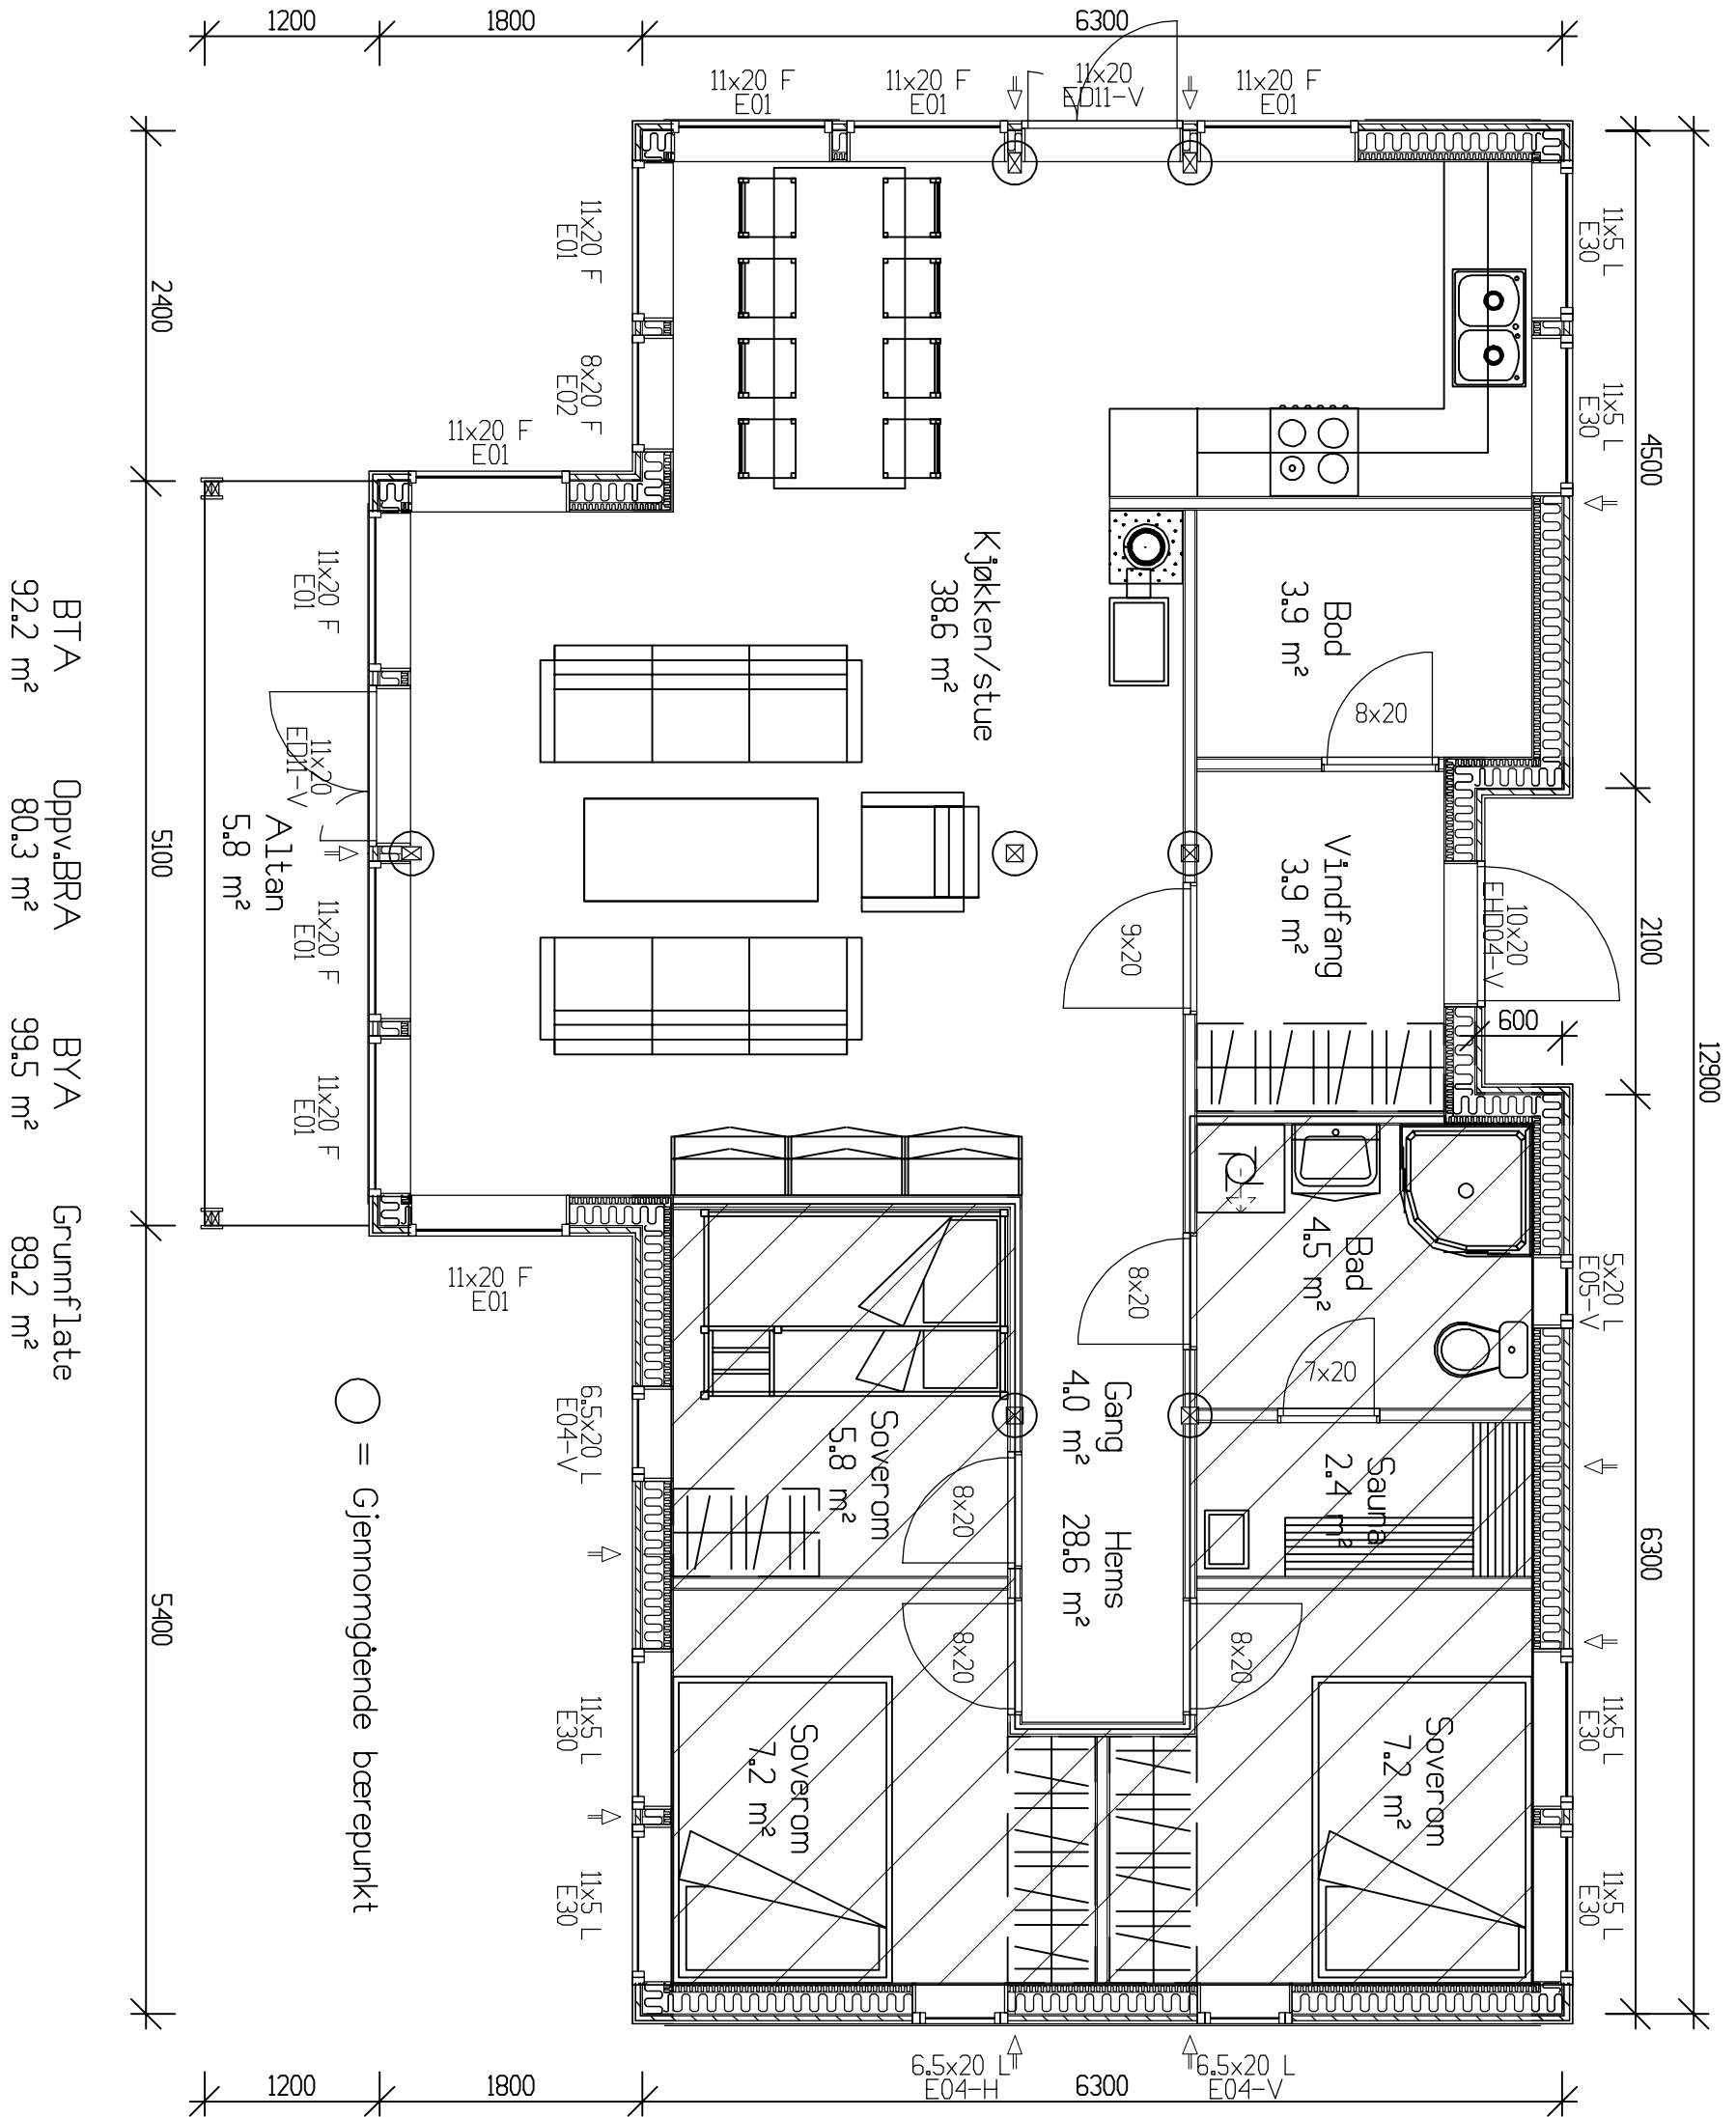 1200
1800
6300
11x20 F
E01
11x20 F
E01
11x20
ED11-V
11x20 F
E01
12900
4500
2100
6300
600
11x5 L
E30
11x5 L
E30
10x20
EHD04-V
5x20 L
E05-V
11x5 L
E30
11x5 L
E30
Bod
3.9 m²
8x20
Vindfang
3.9 m²
9x20
Bad
4.5 m²
8x20
7x20
Sauna
2.4 m²
Soverom
7.2 m²
8x20
Gang
4.0 m²
Hems
28.6 m²
Kjøkken/stue
38.6 m²
Soverom
5.8 m²
8x20
Soverom
7.2 m²
8x20
11x20 F
E01
8x20 F
E02
11x20 F
E01
11x20 F
E01
6.5x20 L
E04-V
11x5 L
E30
11x5 L
E30
11x20 F
E01
11x20
ED11-V
11x20 F
E01
11x20 F
E01
Altan
5.8 m²
= Gjennomgående bærepunkt
2400
5100
5400
BTA
92.2 m²
Oppv.BRA
80.3 m²
BYA
99.5 m²
Grunnflate
89.2 m²
6.5x20 L
E04-H
6.5x20 L
E04-V
1200
1800
6300